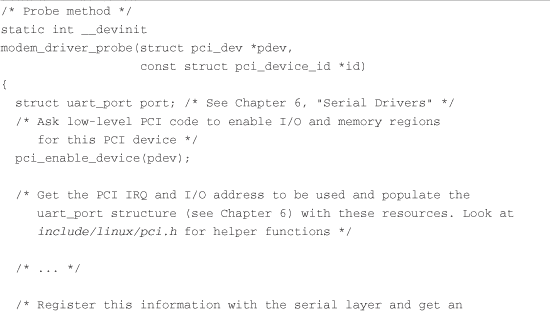 /* Probe method */
static int __devinit
modem_driver_probe(struct pci_dev *pdev,
                   const struct pci_device_id *id)
{
  struct uart_port port; /* See Chapter 6, "Serial Drivers" */
  /* Ask low-level PCI code to enable I/O and memory regions
     for this PCI device */
  pci_enable_device(pdev);

  /* Get the PCI IRQ and I/O address to be used and populate the
     uart_port structure (see Chapter 6) with these resources. Look at
     include/linux/pci.h for helper functions */

  /* ... */

  /* Register this information with the serial layer and get an